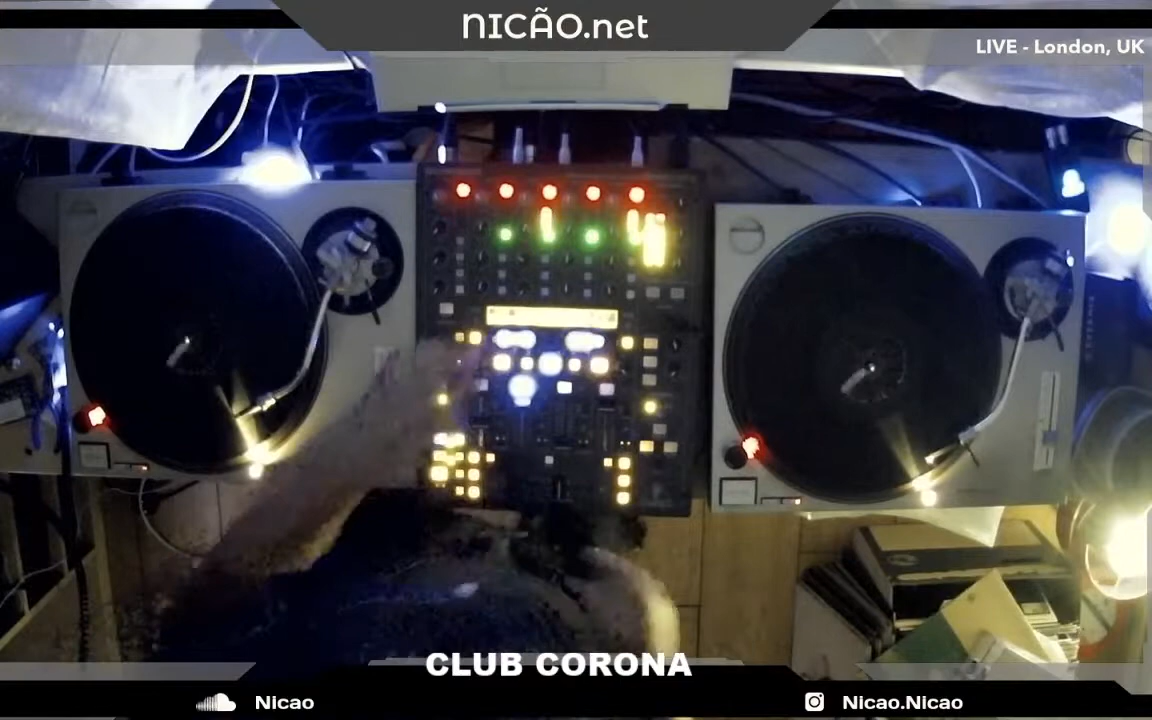 NICÃO.net
LIVE - London, UK
CLUB CORONA
Nicao
Nicao.Nicao